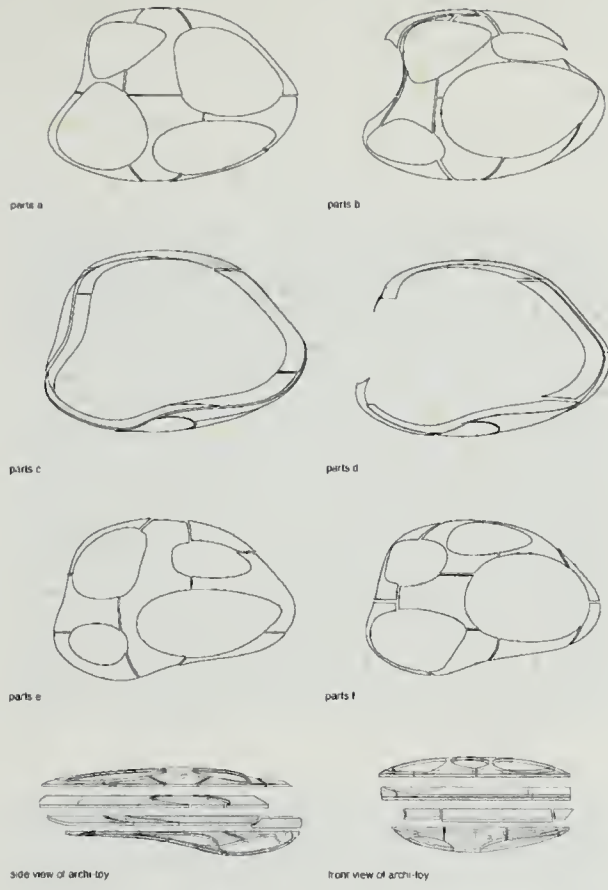 parts a
parts b
parts c
parts d
parts e
parts f
side view of archi-toy
front view of archi-toy